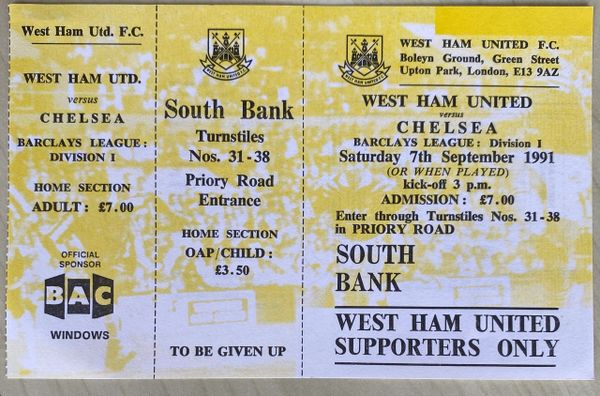 West Ham Utd. F.C.
WEST HAM UTD.
versus
CHELSEA
BARCLAYS LEAGUE:
DIVISION I
HOME SECTION
ADULT: £7.00
OFFICIAL
SPONSOR
BAC
WINDOWS
South Bank
Turnstiles
Nos. 31-38
Priory Road
Entrance
HOME SECTION
OAP/CHILD:
£3.50
TO BE GIVEN UP
WEST HAM UNITED F.C.
Boleyn Ground, Green Street
Upton Park, London, E13 9AZ
WEST HAM UNITED
versus
CHELSEA
BARCLAYS LEAGUE: Division I
Saturday 7th September 1991
(OR WHEN PLAYED)
kick-off 3 p.m.
ADMISSION: £7.00
Enter through Turnstiles Nos. 31-38
in PRIORY ROAD
SOUTH
BANK
WEST HAM UNITED
SUPPORTERS ONLY